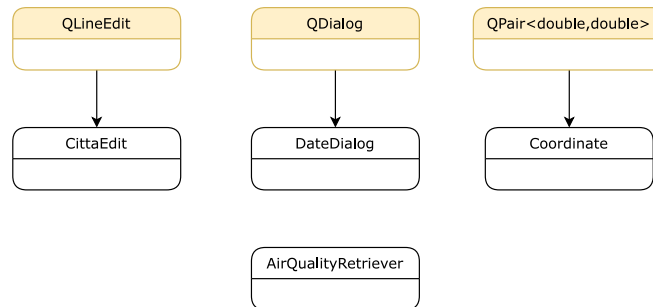 QLineEdit
QDialog
QPair<double,double>
CittaEdit
DateDialog
Coordinate
AirQualityRetriever